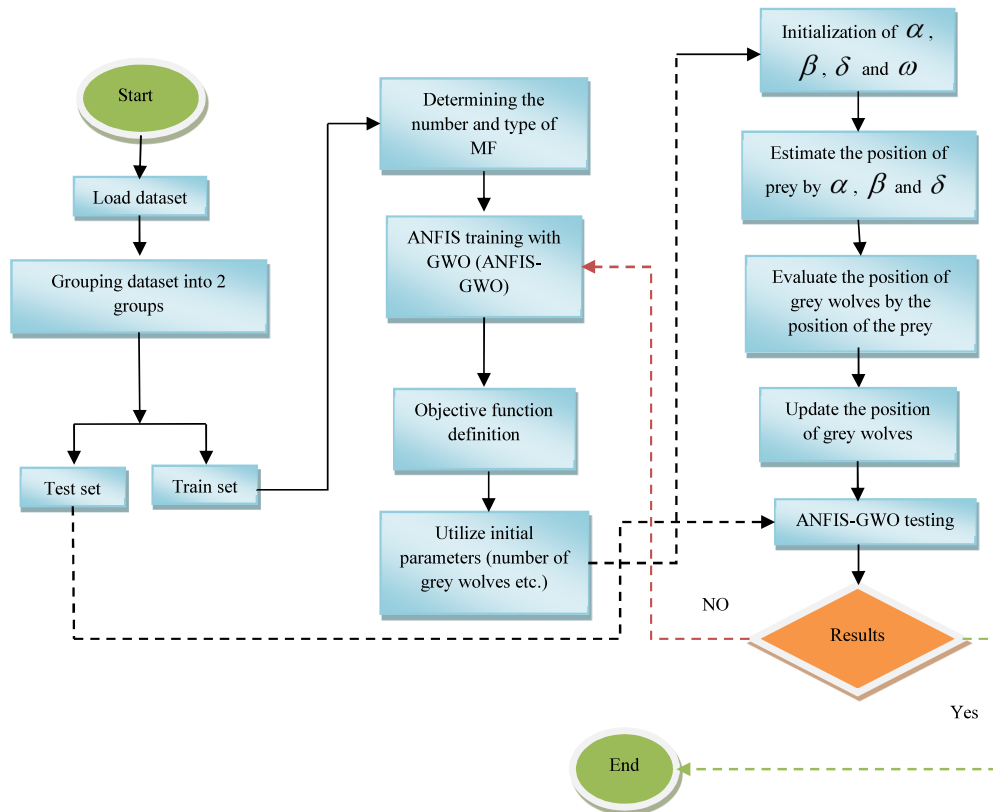 Start
Load dataset
Grouping dataset into 2
groups
Test set
Train set
Determining the
number and type of
MF
ANFIS training with
GWO (ANFIS-
GWO)
Objective function
definition
Utilize initial
parameters (number of
grey wolves etc.)
Initialization of α ,
β , δ and ω
Estimate the position of
prey by α , β and δ
Evaluate the position of
grey wolves by the
position of the prey
Update the position
of grey wolves
ANFIS-GWO testing
Results
NO
Yes
End